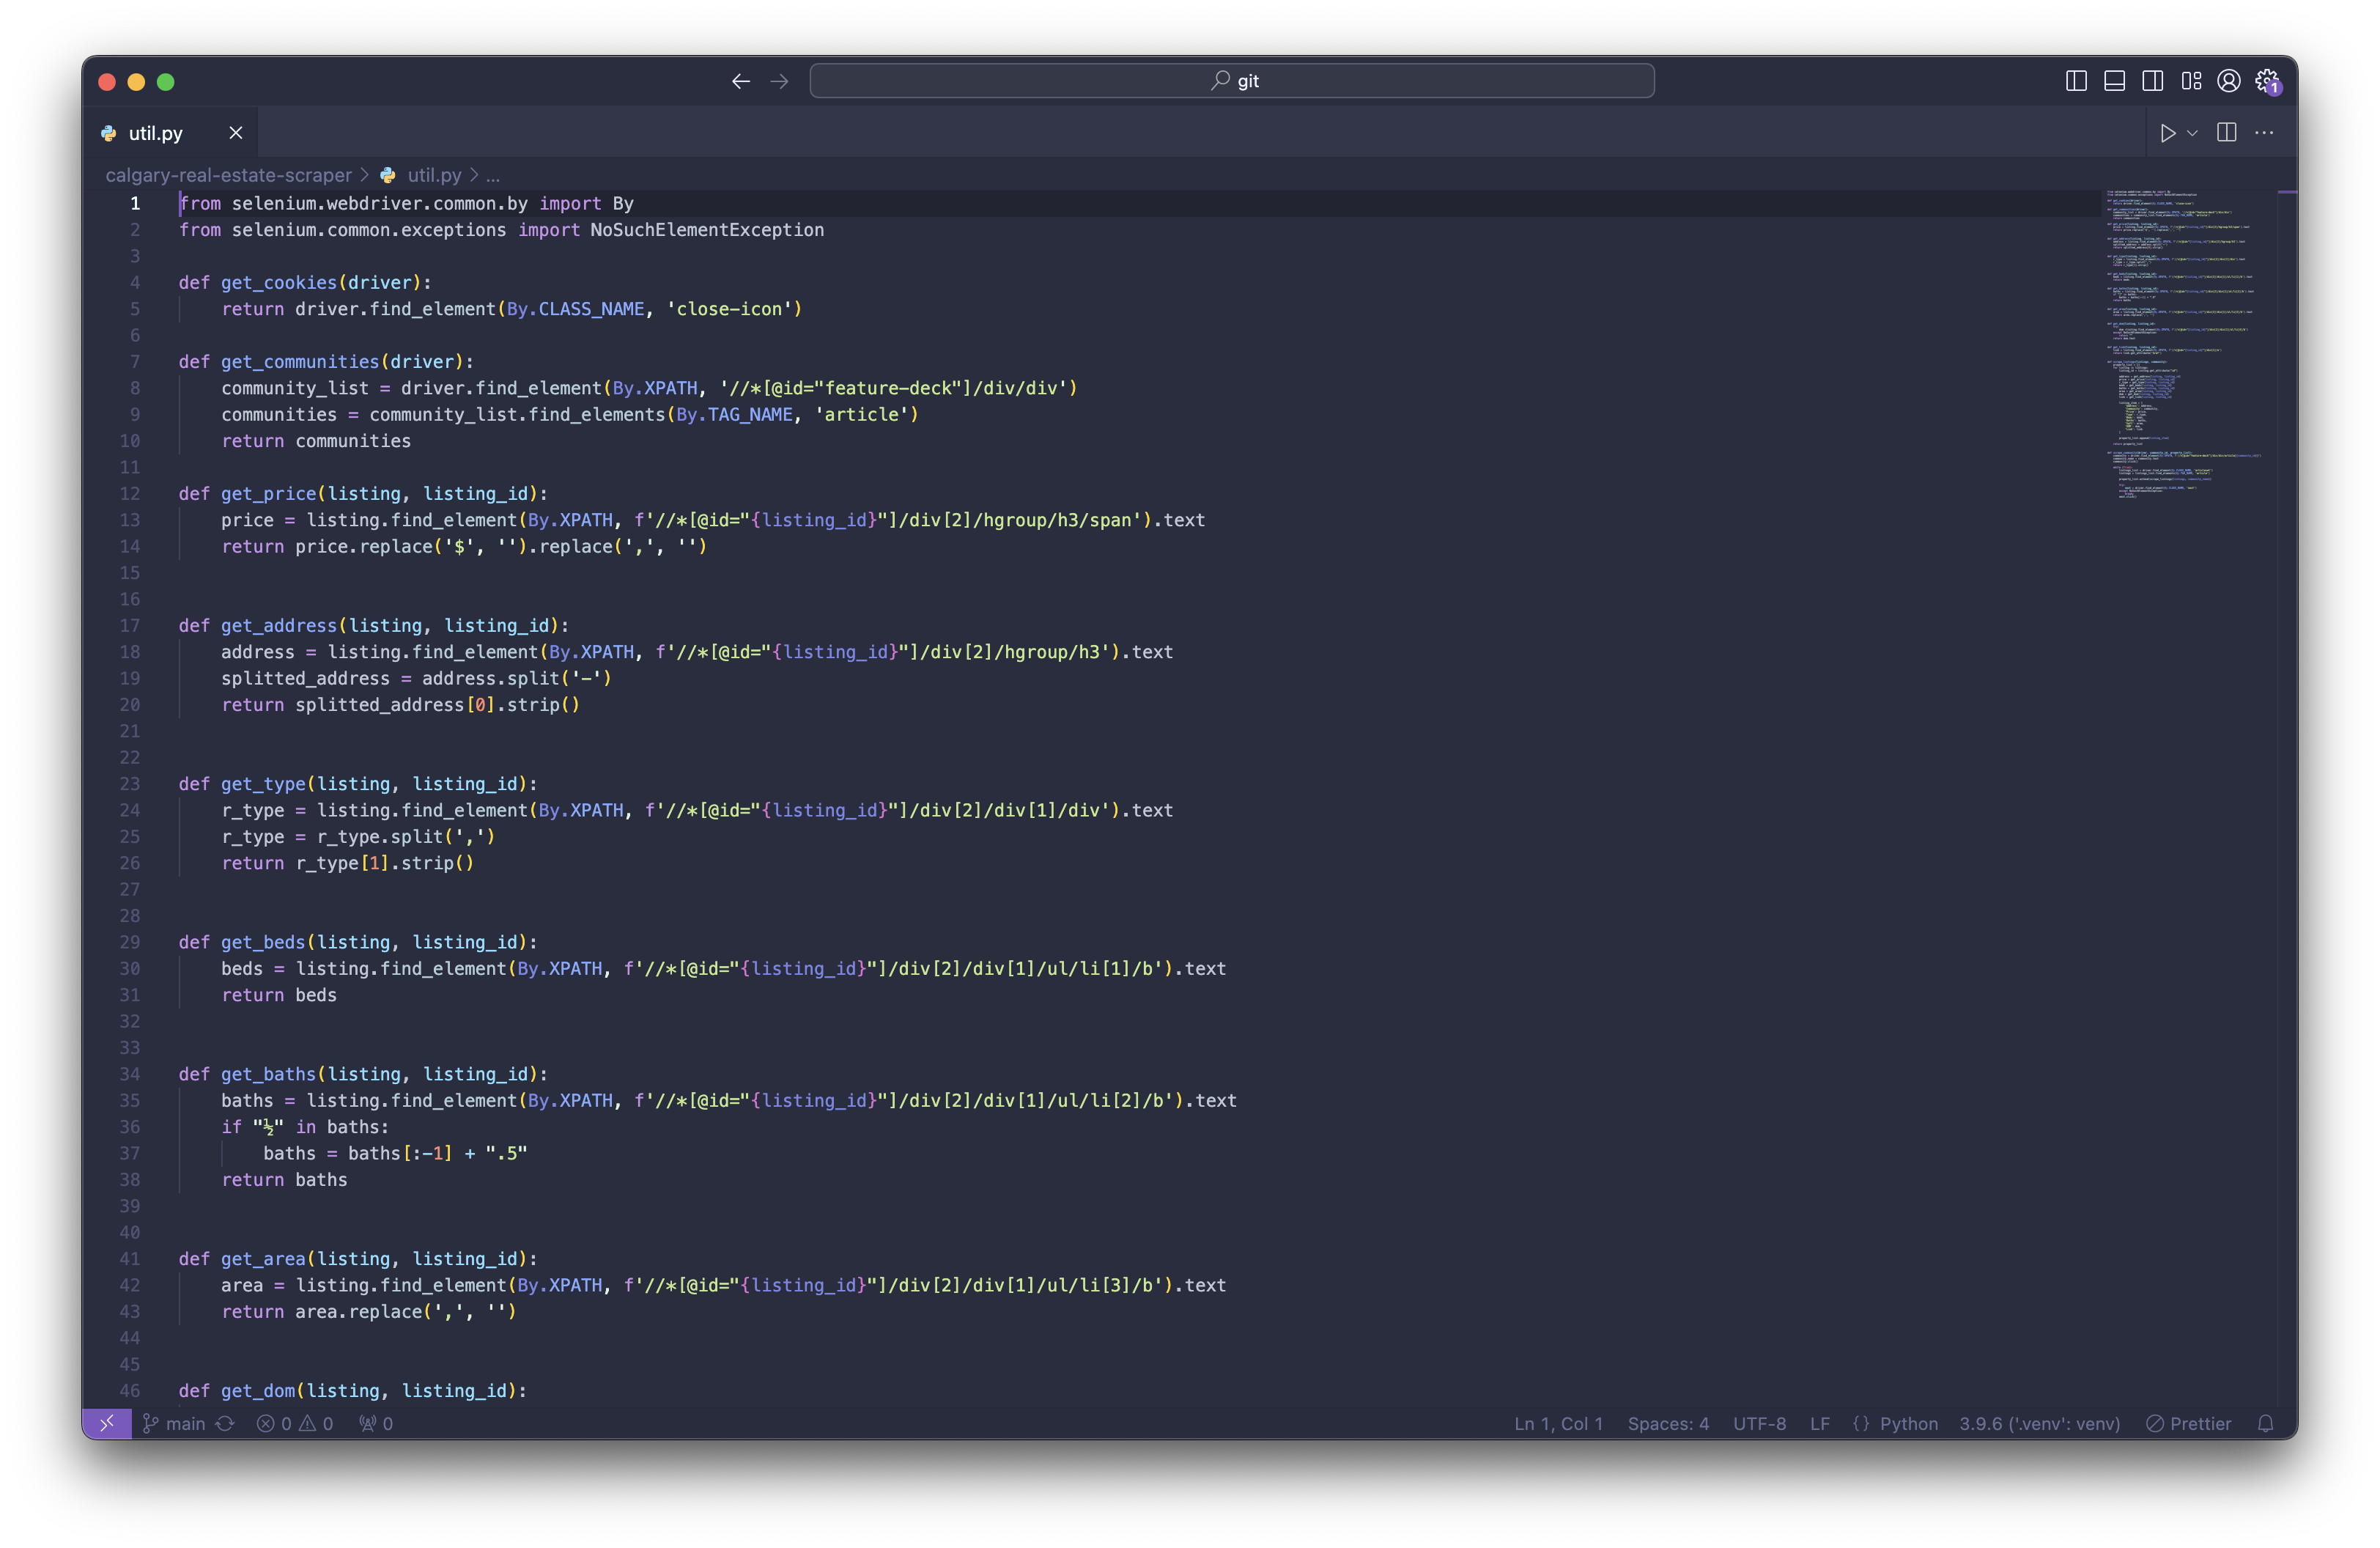 git
1
util.py
calgary-real-estate-scraper > util.py > ...
1 from selenium.webdriver.common.by import By
2 from selenium.common.exceptions import NoSuchElementException
3
4 def get_cookies(driver):
5     return driver.find_element(By.CLASS_NAME, 'close-icon')
6
7 def get_communities(driver):
8     community_list = driver.find_element(By.XPATH, '//*[@id="feature-deck"]/div/div')
9     communities = community_list.find_elements(By.TAG_NAME, 'article')
10     return communities
11
12 def get_price(listing, listing_id):
13     price = listing.find_element(By.XPATH, f'//*[@id="{listing_id}"]/div[2]/hgroup/h3/span').text
14     return price.replace('$', '').replace(',', '')
15
16
17 def get_address(listing, listing_id):
18     address = listing.find_element(By.XPATH, f'//*[@id="{listing_id}"]/div[2]/hgroup/h3').text
19     splitted_address = address.split('-')
20     return splitted_address[0].strip()
21
22
23 def get_type(listing, listing_id):
24     r_type = listing.find_element(By.XPATH, f'//*[@id="{listing_id}"]/div[2]/div[1]/div').text
25     r_type = r_type.split(',')
26     return r_type[1].strip()
27
28
29 def get_beds(listing, listing_id):
30     beds = listing.find_element(By.XPATH, f'//*[@id="{listing_id}"]/div[2]/div[1]/ul/li[1]/b').text
31     return beds
32
33
34 def get_baths(listing, listing_id):
35     baths = listing.find_element(By.XPATH, f'//*[@id="{listing_id}"]/div[2]/div[1]/ul/li[2]/b').text
36     if "½" in baths:
37         baths = baths[:-1] + ".5"
38     return baths
39
40
41 def get_area(listing, listing_id):
42     area = listing.find_element(By.XPATH, f'//*[@id="{listing_id}"]/div[2]/div[1]/ul/li[3]/b').text
43     return area.replace(',', '')
44
45
46 def get_dom(listing, listing_id):
main 0 0 0 Ln 1, Col 1 Spaces: 4 UTF-8 LF {} Python 3.9.6 ('.venv': venv) Prettier